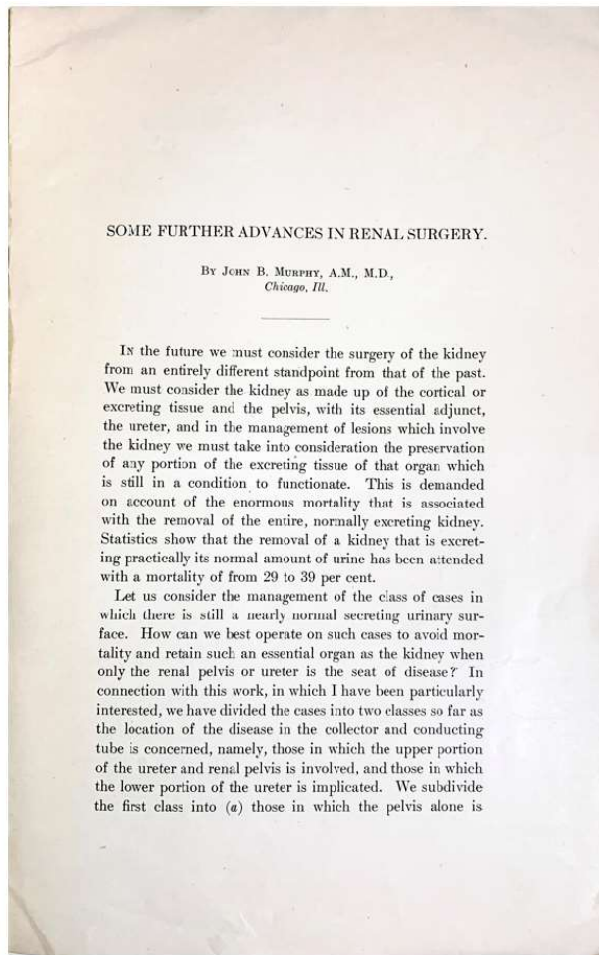 SOME FURTHER ADVANCES IN RENAL SURGERY.
By John B. Murphy, A.M., M.D.,
Chicago, Ill.
In the future we must consider the surgery of the kidney
from an entirely different standpoint from that of the past.
We must consider the kidney as made up of the cortical or
excreting tissue and the pelvis, with its essential adjunct,
the ureter, and in the management of lesions which involve
the kidney we must take into consideration the preservation
of any portion of the excreting tissue of that organ which
is still in a condition to functionate. This is demanded
on account of the enormous mortality that is associated
with the removal of the entire, normally excreting kidney.
Statistics show that the removal of a kidney that is excret-
ing practically its normal amount of urine has been attended
with a mortality of from 29 to 39 per cent.
Let us consider the management of the class of cases in
which there is still a nearly normal secreting urinary sur-
face. How can we best operate on such cases to avoid mor-
tality and retain such an essential organ as the kidney when
only the renal pelvis or ureter is the seat of disease? In
connection with this work, in which I have been particularly
interested, we have divided the cases into two classes so far as
the location of the disease in the collector and conducting
tube is concerned, namely, those in which the upper portion
of the ureter and renal pelvis is involved, and those in which
the lower portion of the ureter is implicated. We subdivide
the first class into (a) those in which the pelvis alone is